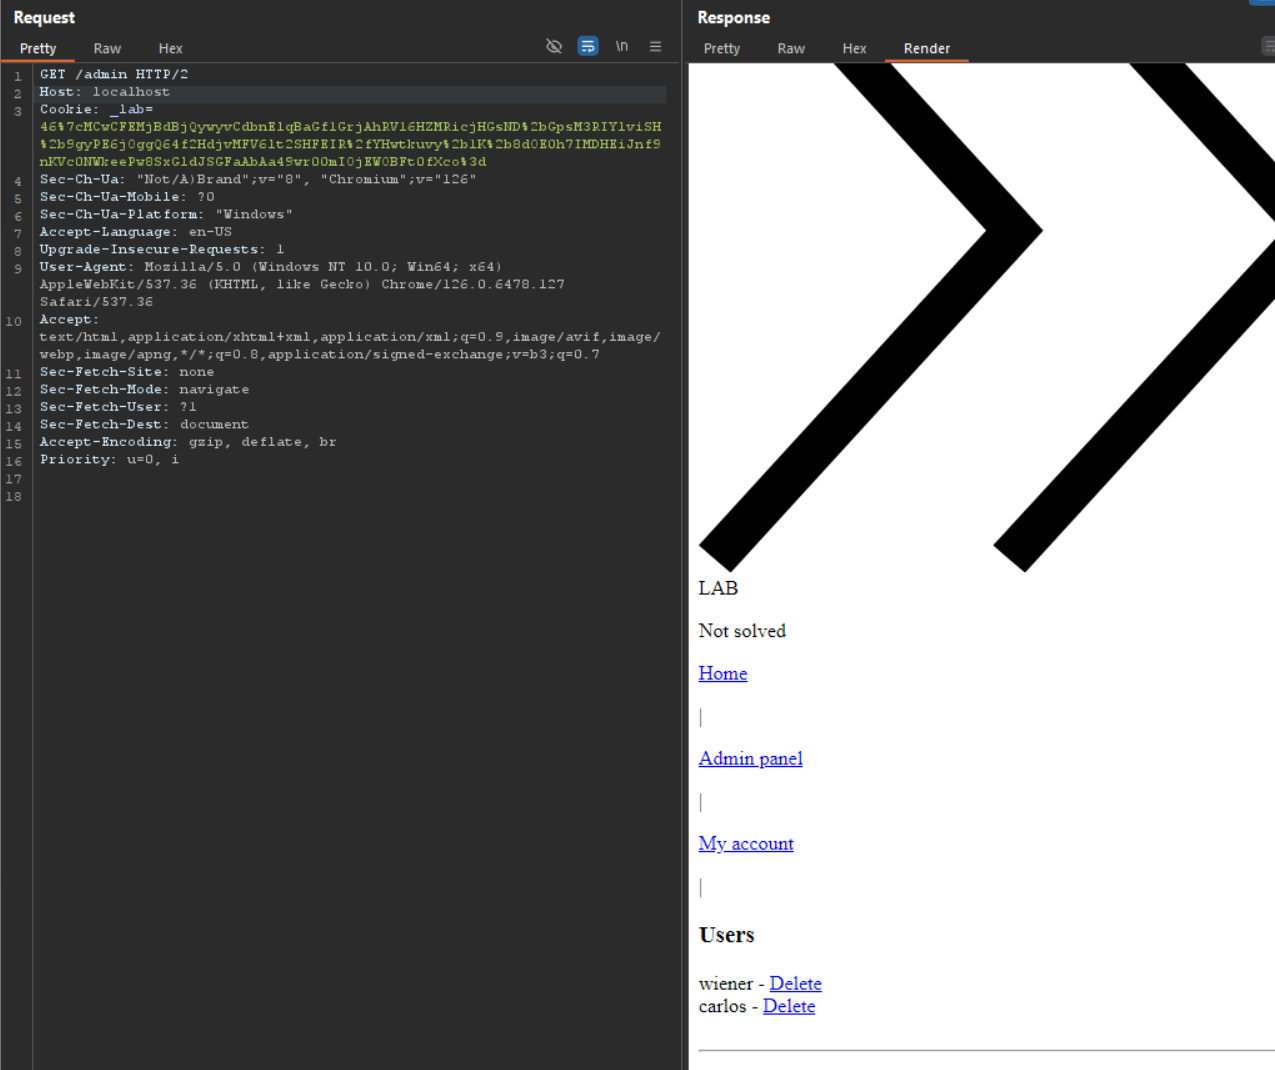 Request
Pretty Raw Hex \n
1 GET /admin HTTP/2
2 Host: localhost
3 Cookie: _lab=
46%7cMCwCFEMjBdBjQywyvCdbnElqBaGflGrjAhRVl6HZMRicjHGsND%2bGpsM3RIYlviSH
%2b9gyPE6j0ggQ64f2HdjvMFV6lt2SHFEIR%2fYHwtkuvy%2blK%2b8d0E0h7IMDHEiJnf9
nKVc0NWkeePw8SxGldJSGFaAbAa49wr00mI0jEW0BFt0fXco%3d
4 Sec-Ch-Ua: "Not/A)Brand";v="8", "Chromium";v="126"
5 Sec-Ch-Ua-Mobile: ?0
6 Sec-Ch-Ua-Platform: "Windows"
7 Accept-Language: en-US
8 Upgrade-Insecure-Requests: 1
9 User-Agent: Mozilla/5.0 (Windows NT 10.0; Win64; x64)
AppleWebKit/537.36 (KHTML, like Gecko) Chrome/126.0.6478.127
Safari/537.36
10 Accept:
text/html,application/xhtml+xml,application/xml;q=0.9,image/avif,image/
webp,image/apng,*/*;q=0.8,application/signed-exchange;v=b3;q=0.7
11 Sec-Fetch-Site: none
12 Sec-Fetch-Mode: navigate
13 Sec-Fetch-User: ?1
14 Sec-Fetch-Dest: document
15 Accept-Encoding: gzip, deflate, br
16 Priority: u=0, i
17
18
Response
Pretty Raw Hex Render
LAB
Not solved
Home
|
Admin panel
|
My account
|
Users
wiener - Delete
carlos - Delete